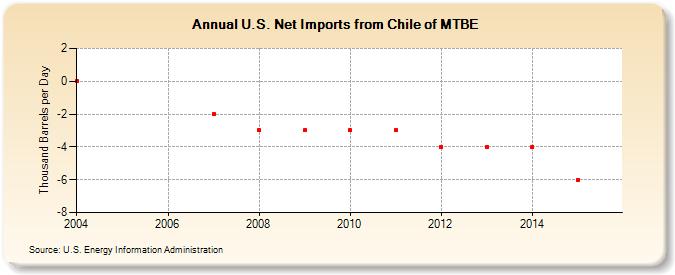 Annual U.S. Net Imports from Chile of MTBE
Thousand Barrels per Day
2
0
-2
-4
-6
-8
2004 2006 2008 2010 2012 2014
Source: U.S. Energy Information Administration